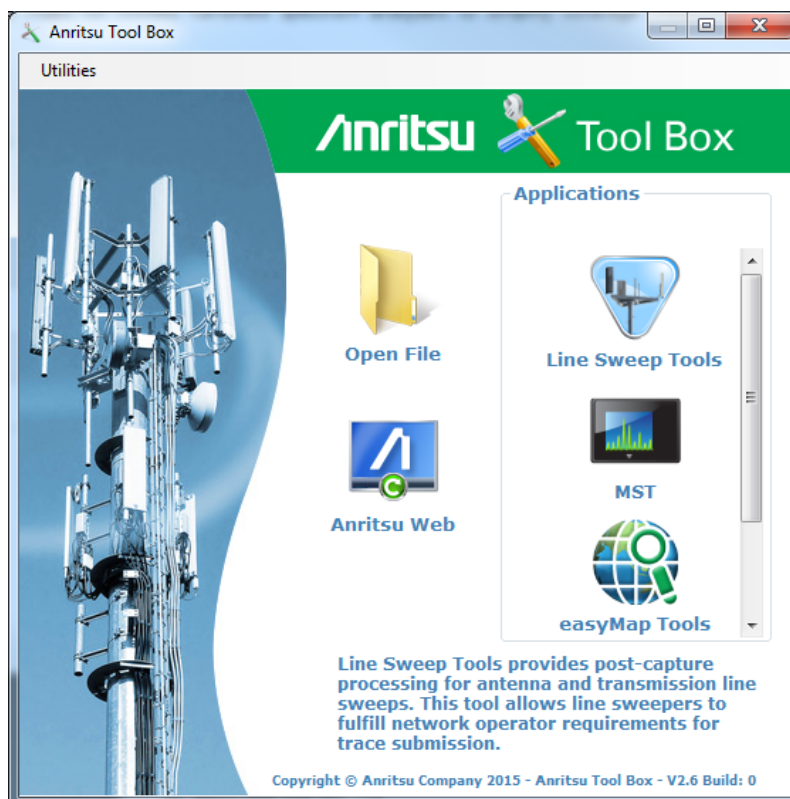 Anritsu Tool Box
Utilities
Anritsu Tool Box
Applications
Open File
Line Sweep Tools
Anritsu Web
MST
easyMap Tools
Line Sweep Tools provides post-capture
processing for antenna and transmission line
sweeps. This tool allows line sweepers to
fulfill network operator requirements for
trace submission.
Copyright © Anritsu Company 2015 - Anritsu Tool Box - V2.6 Build: 0